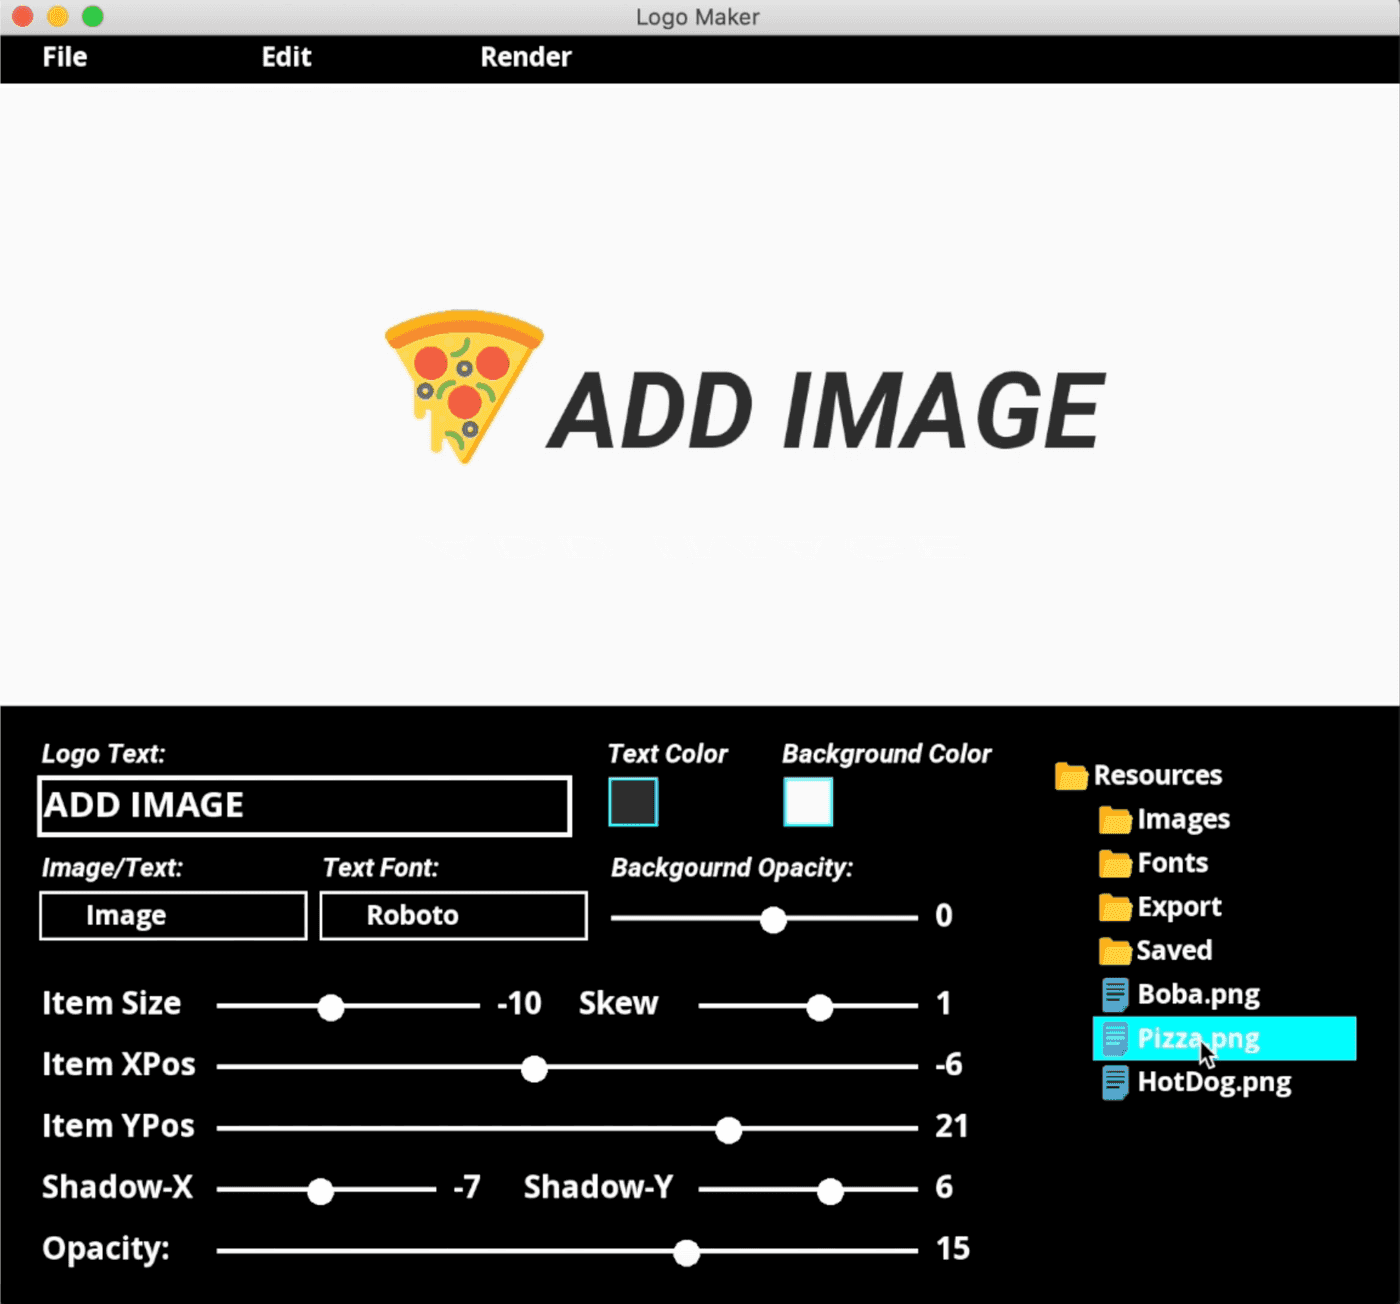 Logo Maker
File Edit Render
ADD IMAGE
Logo Text:
ADD IMAGE
Text Color
Background Color
Image/Text:
Image
Text Font:
Roboto
Backgournd Opacity:
0
Item Size -10
Skew 1
Item XPos -6
Item YPos 21
Shadow-X -7
Shadow-Y 6
Opacity: 15
Resources
Images
Fonts
Export
Saved
Boba.png
Pizza.png
HotDog.png